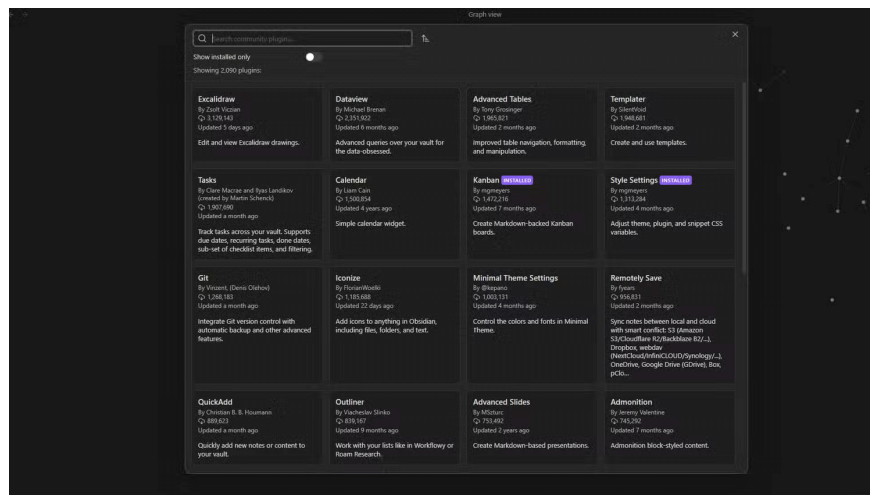 Graph view
Search community plugins...
Show installed only
Showing 2,090 plugins:
Excalidraw
By Zsolt Viczian
3,129,143
Updated 5 days ago
Edit and view Excalidraw drawings.
Dataview
By Michael Brenan
2,351,922
Updated 6 months ago
Advanced queries over your vault for
the data-obsessed.
Advanced Tables
By Tony Grosinger
1,965,821
Updated 2 months ago
Improved table navigation, formatting,
and manipulation.
Templater
By SilentVoid
1,948,681
Updated 2 months ago
Create and use templates.
Tasks
By Clare Macrae and Ilyas Landikov
(created by Martin Schenck)
1,907,690
Updated a month ago
Track tasks across your vault. Supports
due dates, recurring tasks, done dates,
sub-set of checklist items, and filtering.
Calendar
By Liam Cain
1,500,854
Updated 4 years ago
Simple calendar widget.
Kanban INSTALLED
By mgmeyers
1,472,216
Updated 7 months ago
Create Markdown-backed Kanban
boards.
Style Settings INSTALLED
By mgmeyers
1,313,284
Updated 4 months ago
Adjust theme, plugin, and snippet CSS
variables.
Git
By Vinzent, (Denis Olehov)
1,268,183
Updated a month ago
Integrate Git version control with
automatic backup and other advanced
features.
Iconize
By FlorianWoelki
1,185,688
Updated 22 days ago
Add icons to anything in Obsidian,
including files, folders, and text.
Minimal Theme Settings
By @kepano
1,003,131
Updated 4 months ago
Control the colors and fonts in Minimal
Theme.
Remotely Save
By fyears
956,831
Updated 2 months ago
Sync notes between local and cloud
with smart conflict: S3 (Amazon
S3/Cloudflare R2/Backblaze B2/...),
Dropbox, webdav
(NextCloud/InfiniCLOUD/Synology/...),
OneDrive, Google Drive (GDrive), Box,
pClo...
QuickAdd
By Christian B. B. Houmann
889,623
Updated a month ago
Quickly add new notes or content to
your vault.
Outliner
By Viacheslav Slinko
839,167
Updated 9 months ago
Work with your lists like in Workflowy or
Roam Research.
Advanced Slides
By MSzturc
753,492
Updated 2 years ago
Create Markdown-based presentations.
Admonition
By Jeremy Valentine
745,292
Updated 7 months ago
Admonition block-styled content.